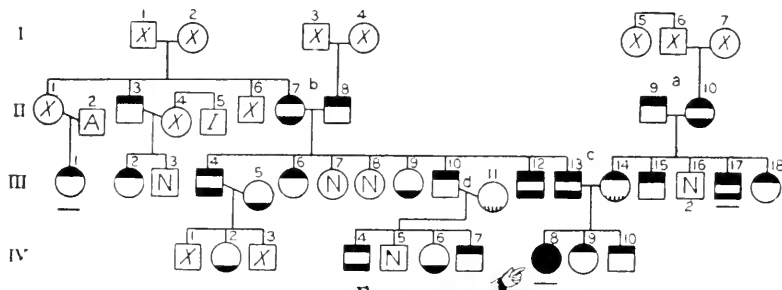 I
1 2 3 4 5 6 7
X X X X X X X
II
1 2 3 4 5 6 7 b 8 9 a 10
X A X I X
III
1 2 3 4 5 6 7 8 9 10 11 12 13 c 14 15 16 17 18
N N N d N
2
IV
1 2 3 4 5 6 7 8 9 10
X X N